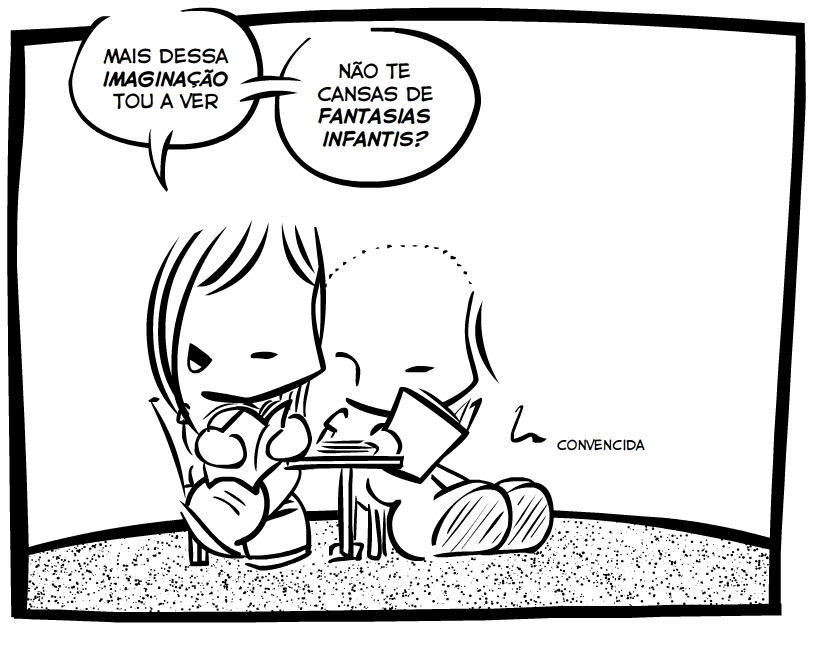 MAIS DESSA
IMAGINAÇÃO
TOU A VER
NÃO TE
CANSAS DE
FANTASIAS
INFANTIS?
CONVENCIDA